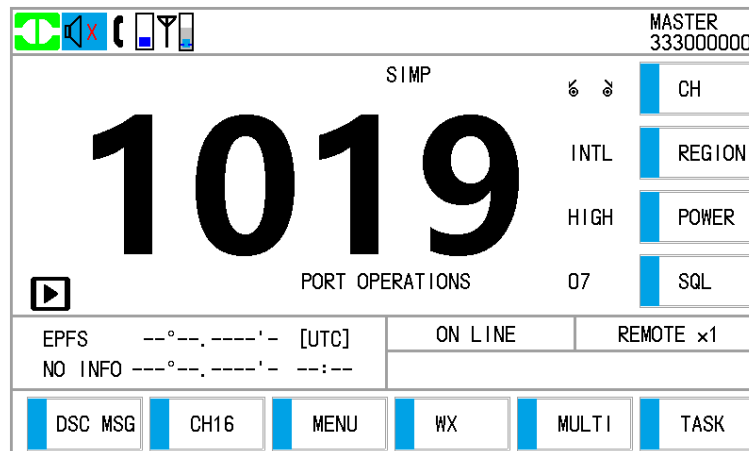 MASTER
333000000
SIMP
CH
1019
INTL
REGION
HIGH
POWER
PORT OPERATIONS
07
SQL
EPFS --°--.----'- [UTC]
NO INFO ---°--.----'- --:--
ON LINE
REMOTE ×1
DSC MSG
CH16
MENU
WX
MULTI
TASK